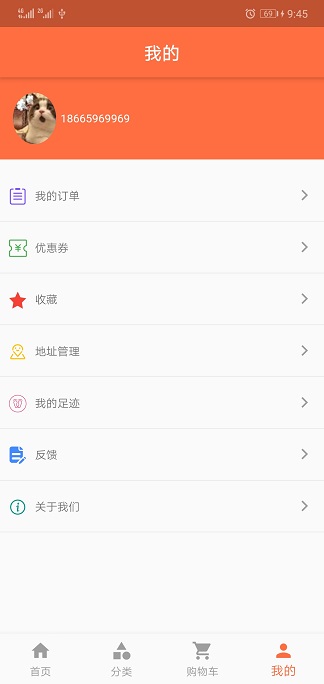 4G 2G 69 9:45
我的
18665969969
我的订单
优惠券
收藏
地址管理
我的足迹
反馈
关于我们
首页 分类 购物车 我的